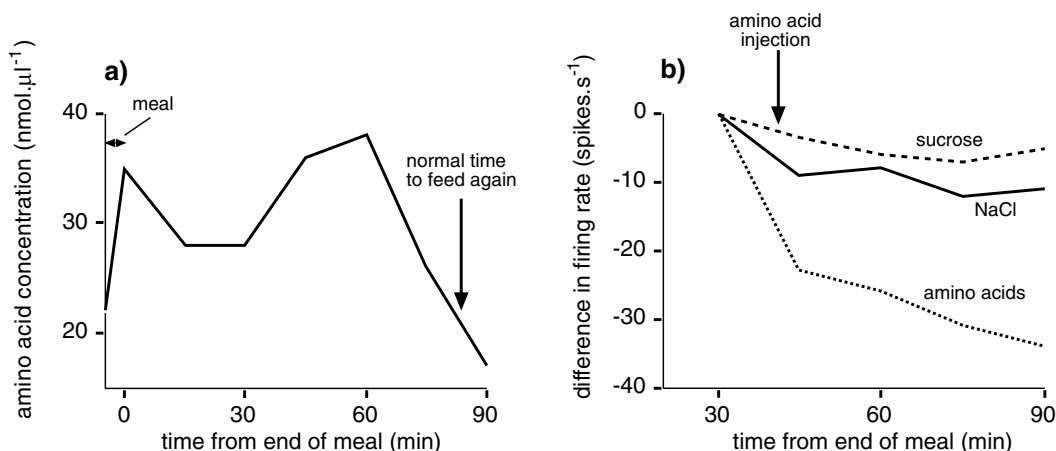 a)
meal
amino acid concentration (nmol.µl⁻¹)
40
30
20
normal time
to feed again
0
30
60
90
time from end of meal (min)
b)
amino acid
injection
difference in firing rate (spikes.s⁻¹)
0
-10
-20
-30
-40
sucrose
NaCl
amino acids
30
60
90
time from end of meal (min)